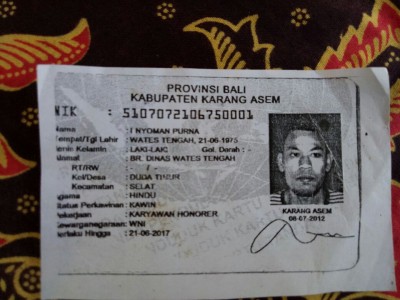 PROVINSI BALI
KABUPATEN KARANG ASEM
NIK : 5107072106750001
Nama : I NYOMAN PURNA
Tempat/Tgl Lahir : WATES TENGAH, 21-06-1975
Jenis Kelamin : LAKI-LAKI Gol. Darah : -
Alamat : BR. DINAS WATES TENGAH
RT/RW : - / -
Kel/Desa : DUDA TIMUR
Kecamatan : SELAT
Agama : HINDU
Status Perkawinan : KAWIN
Pekerjaan : KARYAWAN HONORER
Kewarganegaraan : WNI
Berlaku Hingga : 21-06-2017
KARANG ASEM
06-07-2012